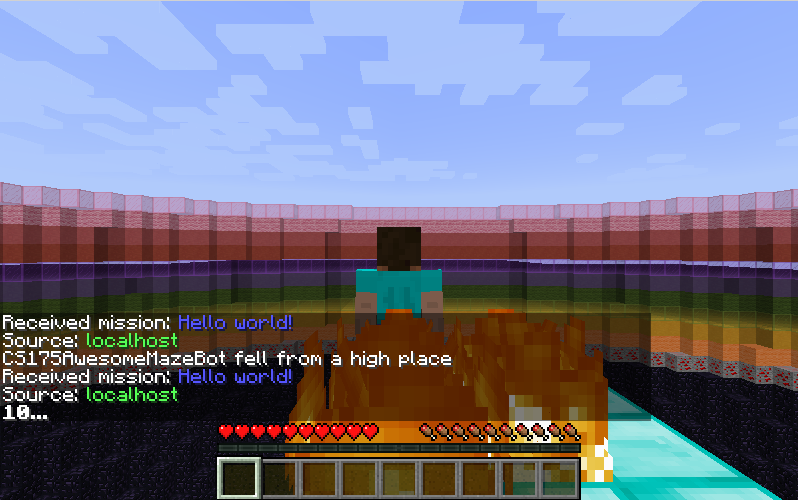 Received mission: Hello world!
Source: localhost
CS175AwesomeMazeBot fell from a high place
Received mission: Hello world!
Source: localhost
10...